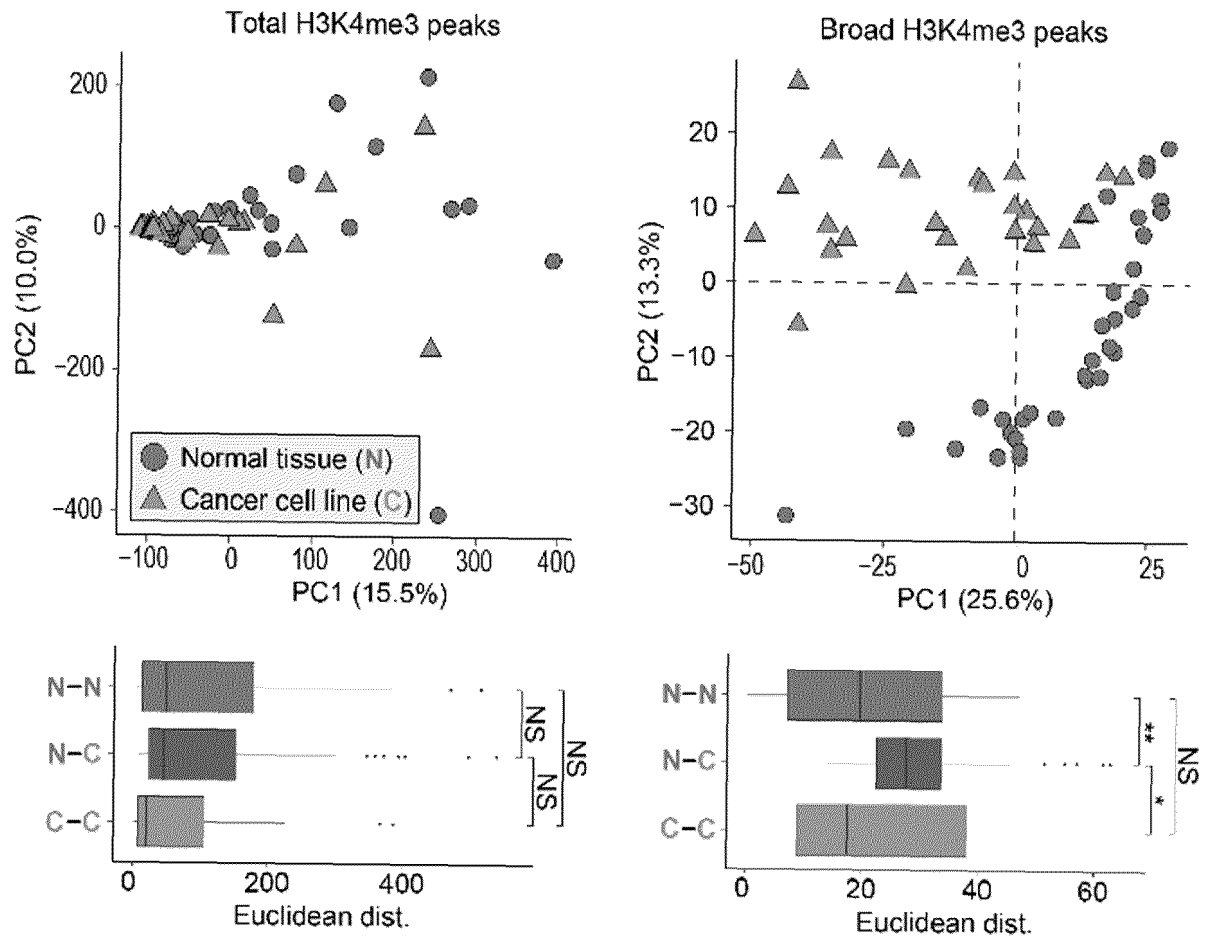 Total H3K4me3 peaks
200
0
−200
−400
PC2 (10.0%)
Normal tissue (N)
Cancer cell line (C)
−100
0
100
200
300
400
PC1 (15.5%)
Broad H3K4me3 peaks
20
10
0
−10
−20
−30
PC2 (13.3%)
−50
−25
0
25
PC1 (25.6%)
N−N
N−C
C−C
NS
NS
NS
0
200
400
Euclidean dist.
N−N
N−C
C−C
**
*
NS
0
20
40
60
Euclidean dist.